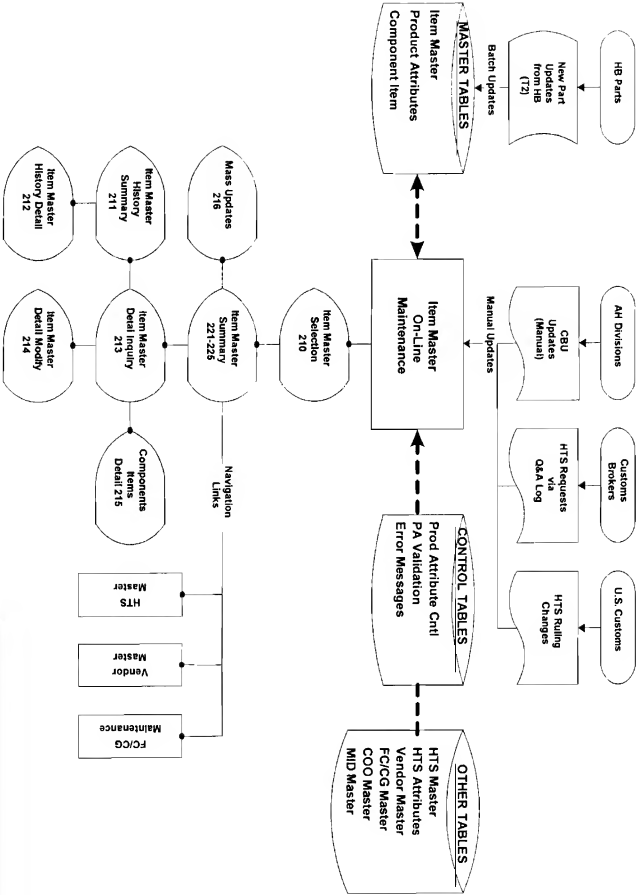 HB Parts
AH Divisions
Customs
Brokers
U.S. Customs
New Part
Updates
from HB
(T2)
CBU
Updates
(Manual)
HTS Requests
via
Q&A Log
HTS Ruling
Changes
Batch Updates
Manual Updates
MASTER TABLES
Item Master
Product Attributes
Component Item
Item Master
On-Line
Maintenance
CONTROL TABLES
Prod Attribute Cntl
PA Validation
Error Messages
OTHER TABLES
HTS Master
HTS Attributes
Vendor Master
FC/CG Master
COO Master
MID Master
Item Master
Selection
210
Mass Updates
216
Item Master
Summary
221-225
Navigation
Links
Item Master
History
Summary
211
Item Master
Detail Inquiry
213
Components
Items
Detail 215
HTS
Master
Vendor
Master
FC/CG
Maintenance
Item Master
History Detail
212
Item Master
Detail Modify
214